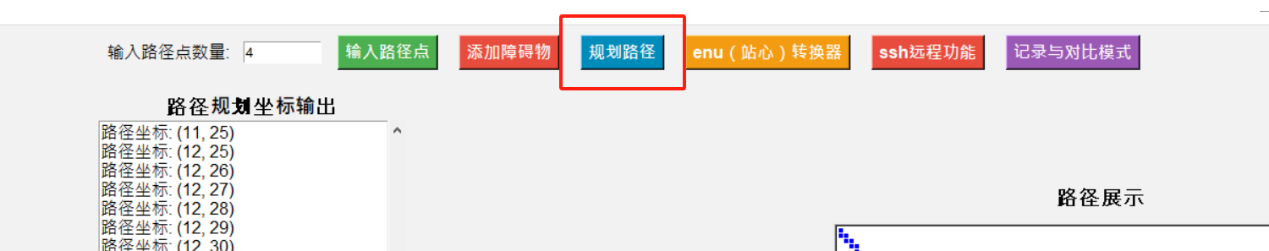 输入路径点数量: 4 输入路径点 添加障碍物 规划路径 enu（站心）转换器 ssh远程功能 记录与对比模式
路径规划坐标输出
路径坐标: (11, 25)
路径坐标: (12, 25)
路径坐标: (12, 26)
路径坐标: (12, 27)
路径坐标: (12, 28)
路径坐标: (12, 29)
路径坐标: (12, 30)
路径展示